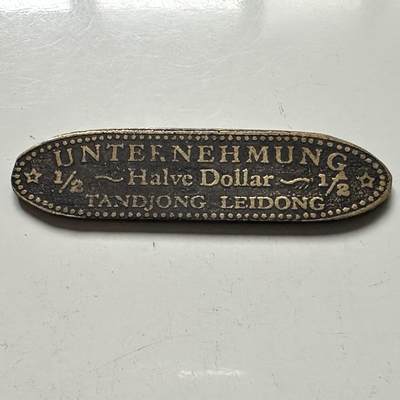 UNTERNEHMUNG
1/2 ~ Halve Dollar ~ 1/2
TANDJONG LEIDONG